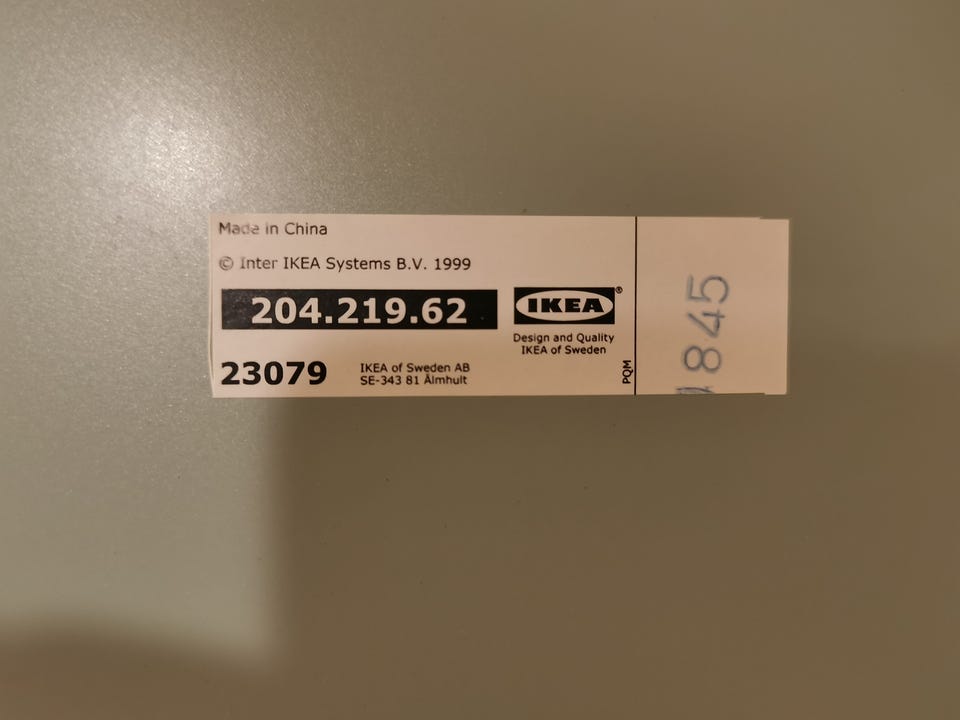 Made in China
© Inter IKEA Systems B.V. 1999
204.219.62
IKEA®
Design and Quality
IKEA of Sweden
23079
IKEA of Sweden AB
SE-343 81 Älmhult
PQM
1845